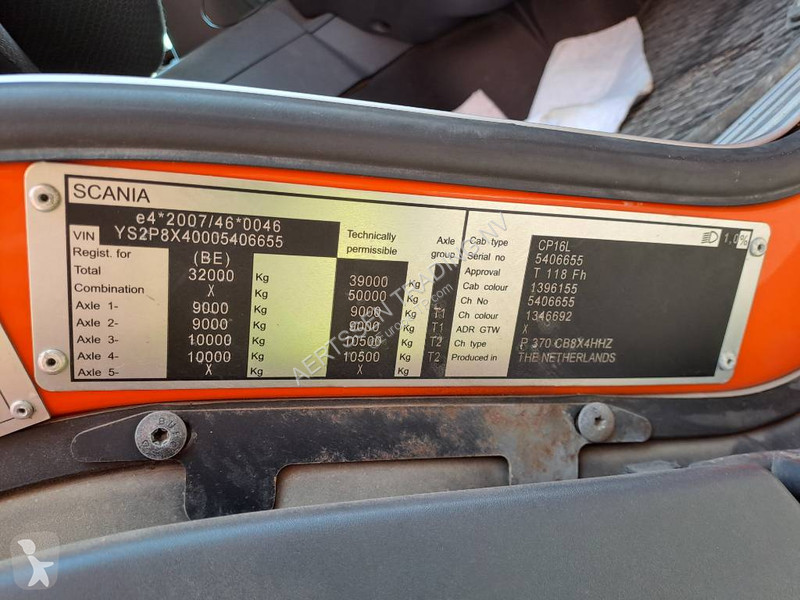 SCANIA
e4*2007/46*0046
VIN YS2P8X40005406655
Regist. for (BE) Technically permissible Axle group
Total 32000 Kg 39000 Kg
Combination X Kg 50000 Kg
Axle 1- 9000 Kg 9000 Kg T1
Axle 2- 9000 Kg 9000 Kg T1
Axle 3- 10000 Kg 10500 Kg T2
Axle 4- 10000 Kg 10500 Kg T2
Axle 5- X Kg X Kg
1,0%
Cab type CP16L
Serial no 5406655
Approval T 118 Fh
Cab colour 1396155
Ch No 5406655
Ch colour 1346692
ADR GTW X
Ch type P 370 CB8X4HHZ
Produced in THE NETHERLANDS
AERTSSEN TRADING NV